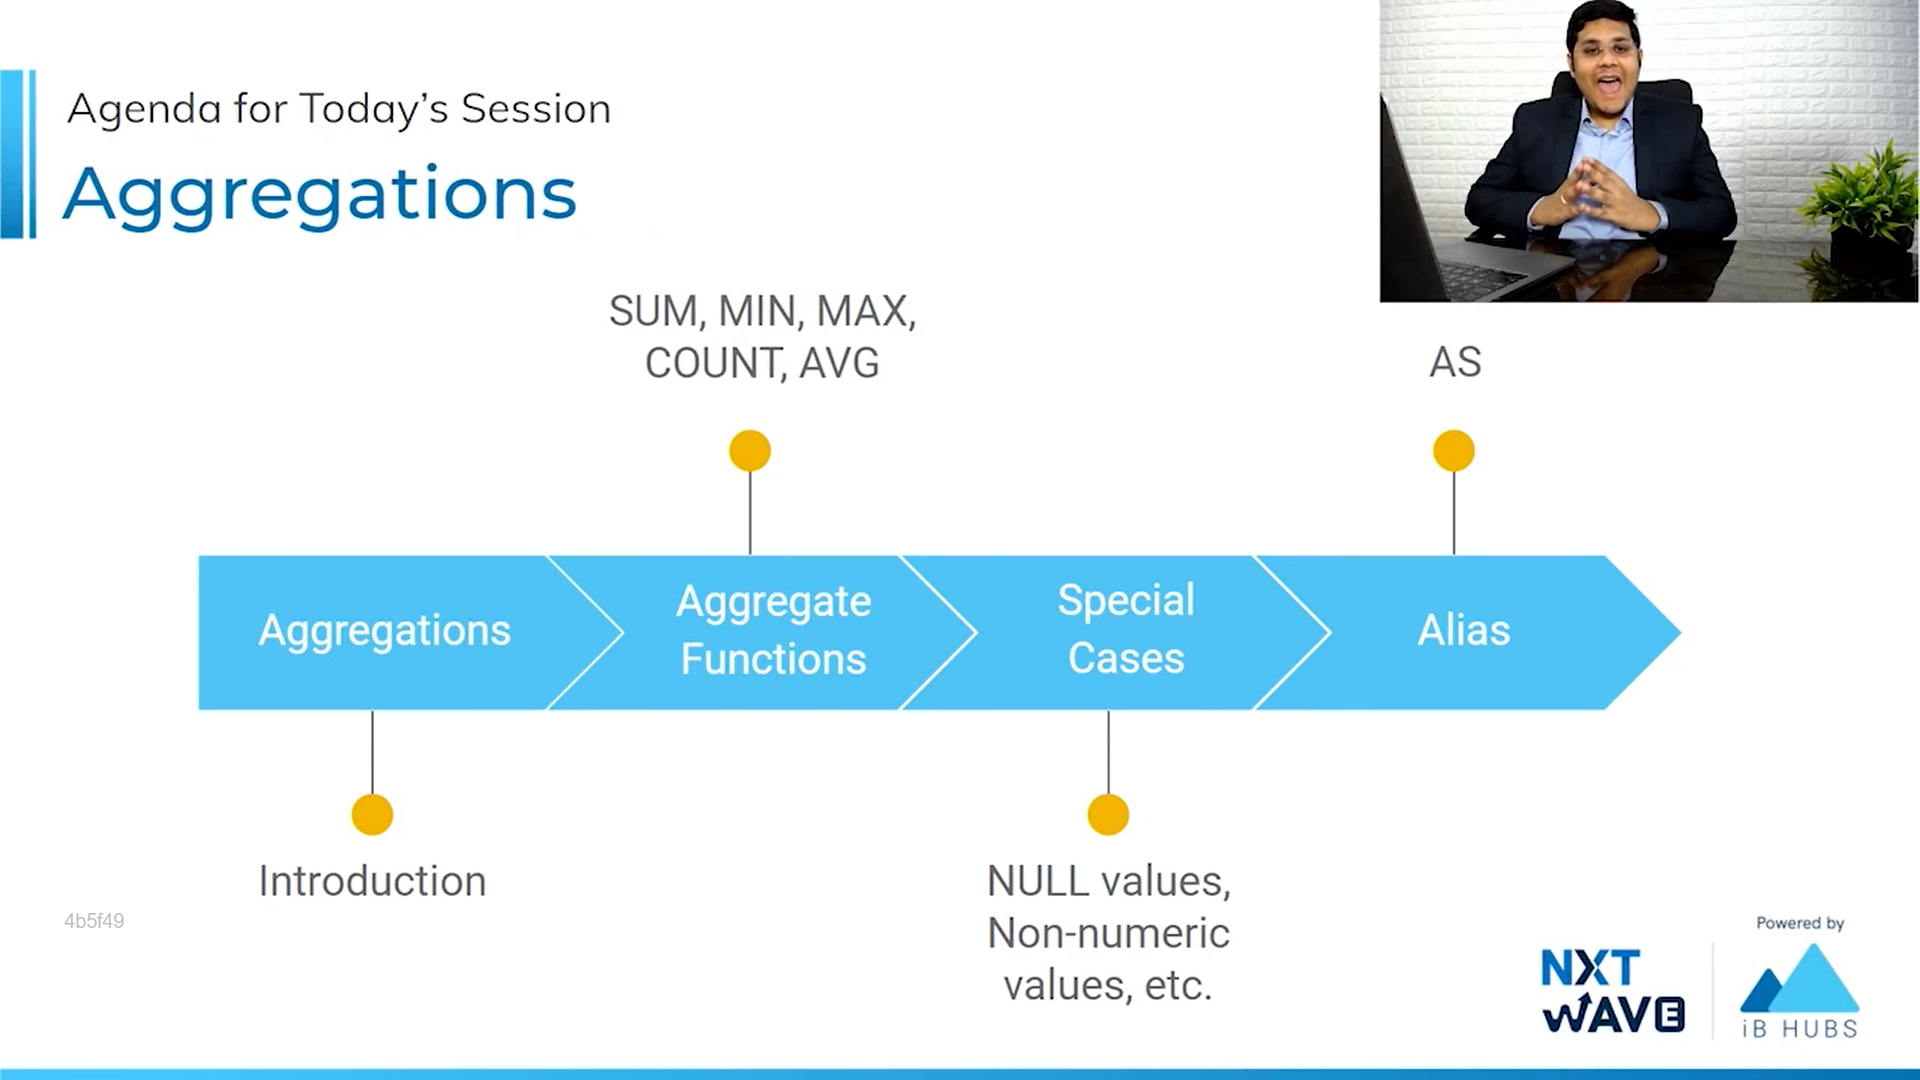 Agenda for Today's Session
Aggregations
SUM, MIN, MAX,
COUNT, AVG
AS
Aggregations
Aggregate
Functions
Special
Cases
Alias
Introduction
NULL values,
Non-numeric
values, etc.
4b5f49
NXT
WAVE
Powered by
iB HUBS